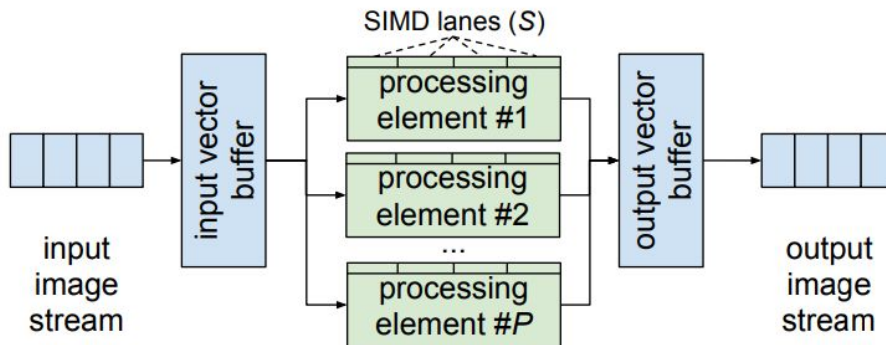 SIMD lanes (S)
input vector
buffer
processing
element #1
processing
element #2
...
processing
element #P
output vector
buffer
input
image
stream
output
image
stream